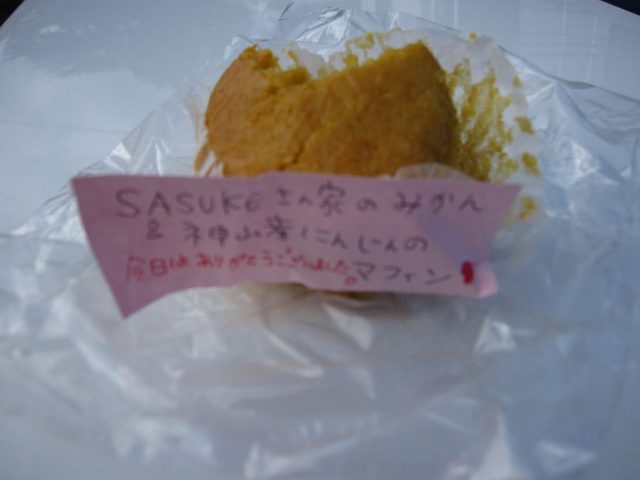 SASUKEさん家のみかん
& 神山産にんじんの
今日はありがとうございました。マフィン